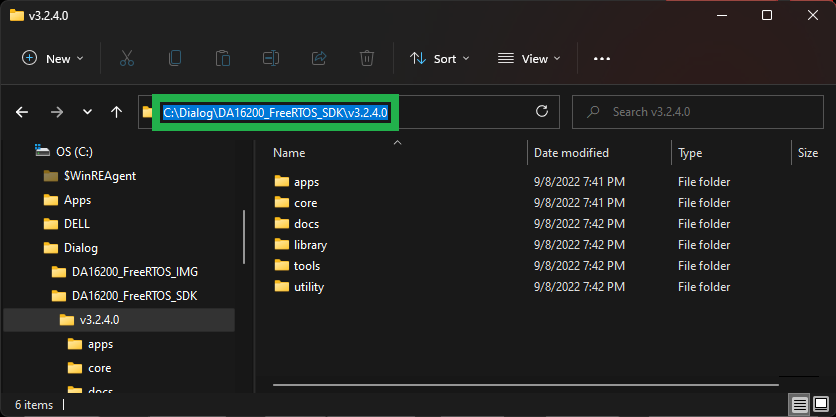 v3.2.4.0
New Sort View
C:\Dialog\DA16200_FreeRTOS_SDK\v3.2.4.0 Search v3.2.4.0
OS (C:)
$WinREAgent
Apps
DELL
Dialog
DA16200_FreeRTOS_IMG
DA16200_FreeRTOS_SDK
v3.2.4.0
apps
core
docs
Name Date modified Type Size
apps 9/8/2022 7:41 PM File folder
core 9/8/2022 7:41 PM File folder
docs 9/8/2022 7:42 PM File folder
library 9/8/2022 7:42 PM File folder
tools 9/8/2022 7:42 PM File folder
utility 9/8/2022 7:42 PM File folder
6 items